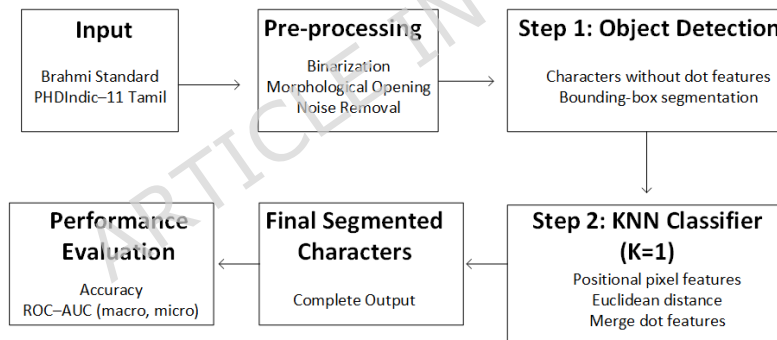 Input
Brahmi Standard
PHDIndic–11 Tamil
Pre-processing
Binarization
Morphological Opening
Noise Removal
Step 1: Object Detection
Characters without dot features
Bounding-box segmentation
Step 2: KNN Classifier
(K=1)
Positional pixel features
Euclidean distance
Merge dot features
Final Segmented
Characters
Complete Output
Performance
Evaluation
Accuracy
ROC–AUC (macro, micro)
ARTICLE IN